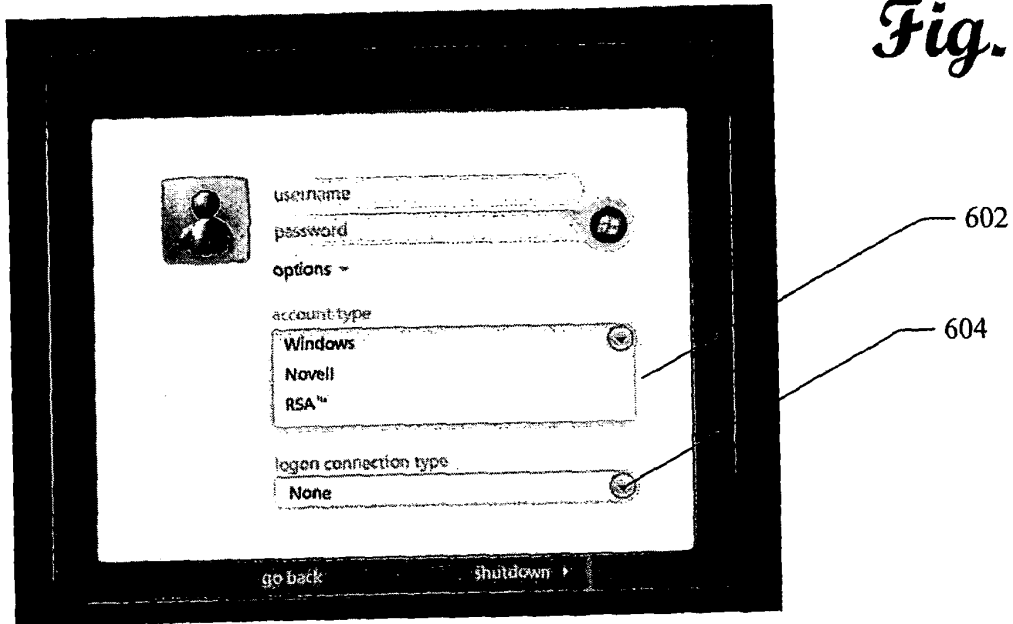 Fig.
username
password
options
account type
Windows
Novell
RSA™
logon connection type
None
go back
shutdown
602
604